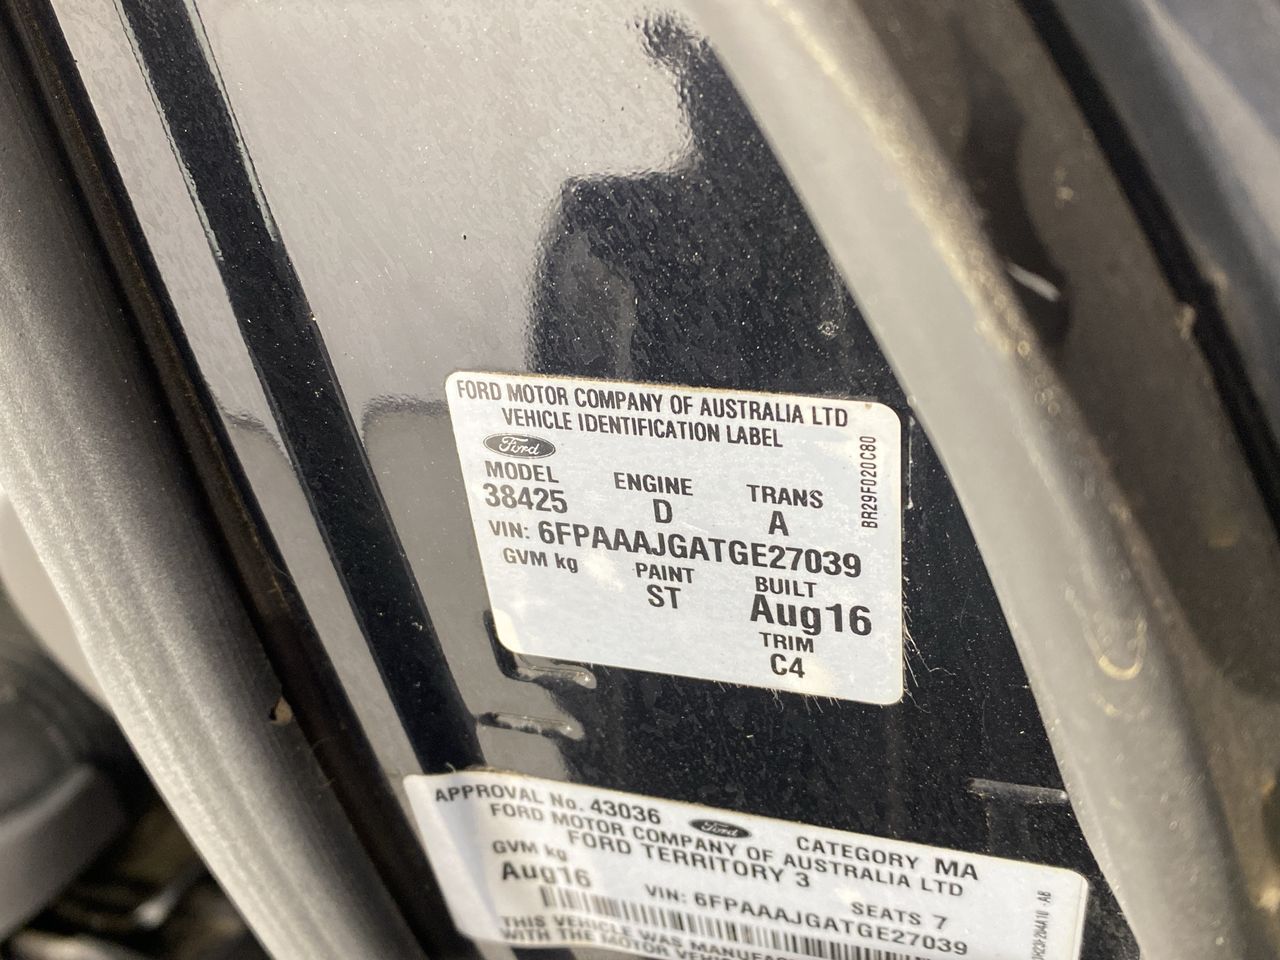 FORD MOTOR COMPANY OF AUSTRALIA LTD
VEHICLE IDENTIFICATION LABEL
Ford
MODEL ENGINE TRANS
38425 D A
VIN: 6FPAAAJGATGE27039
GVM kg PAINT BUILT
ST Aug16
TRIM
C4
BR29F020C80
APPROVAL No. 43036 Ford CATEGORY MA
FORD MOTOR COMPANY OF AUSTRALIA LTD
FORD TERRITORY 3
GVM kg
Aug16 SEATS 7
VIN: 6FPAAAJGATGE27039
THIS VEHICLE WAS MANUFAC
WITH THE MOTOR VEHIC